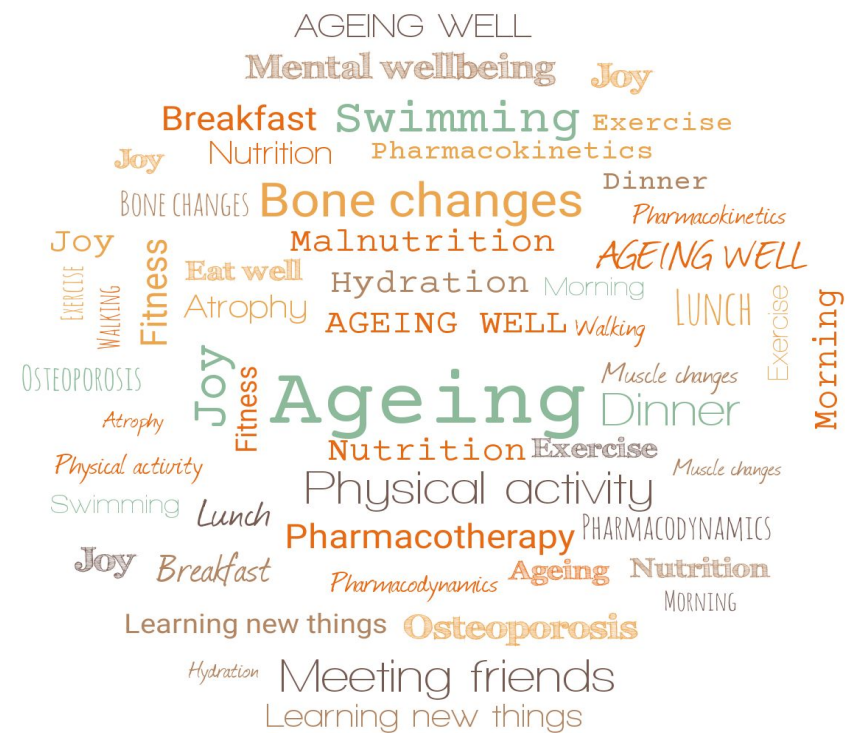 AGEING WELL
Mental wellbeing
Joy
Breakfast
Swimming
Exercise
Joy
Nutrition
Pharmacokinetics
Dinner
BONE CHANGES
Bone changes
Pharmacokinetics
Joy
Fitness
Malnutrition
AGEING WELL
EXERCISE
WALKING
Eat well
Hydration
Morning
LUNCH
Exercise
Morning
Atrophy
AGEING WELL
Walking
OSTEOPOROSIS
Joy
Fitness
Ageing
Muscle changes
Dinner
Atrophy
Nutrition
Exercise
Physical activity
Muscle changes
Physical activity
Swimming
Lunch
Pharmacotherapy
PHARMACODYNAMICS
Joy
Breakfast
Pharmacodynamics
Ageing
Nutrition
MORNING
Learning new things
Osteoporosis
Hydration
Meeting friends
Learning new things